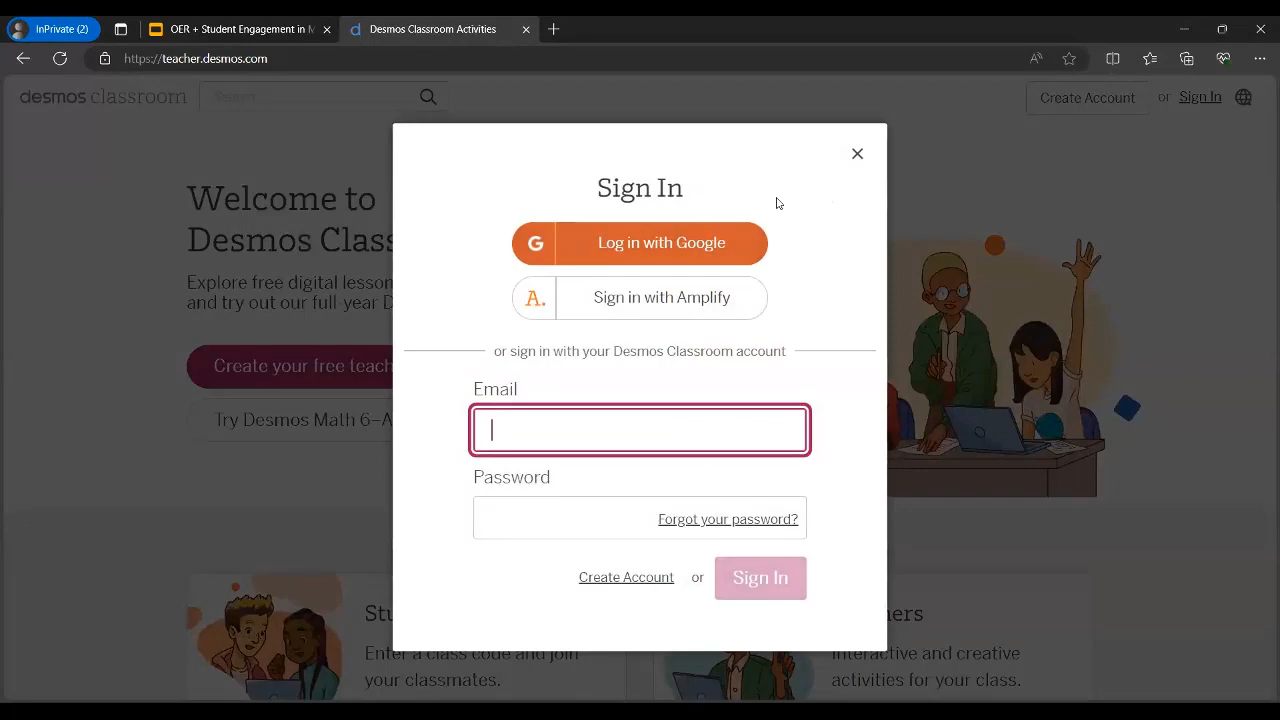 InPrivate (2)
OER + Student Engagement in M
Desmos Classroom Activities
https://teacher.desmos.com
desmos classroom
Search
Create Account
or
Sign In
Welcome to
Desmos Clas
Explore free digital lesson
and try out our full-year D
Create your free teach
Try Desmos Math 6–A
Sign In
G
Log in with Google
A.
Sign in with Amplify
or sign in with your Desmos Classroom account
Email
Password
Forgot your password?
Create Account
or
Sign In
Stu
Enter a class code and join
your classmates.
ners
Interactive and creative
activities for your class.